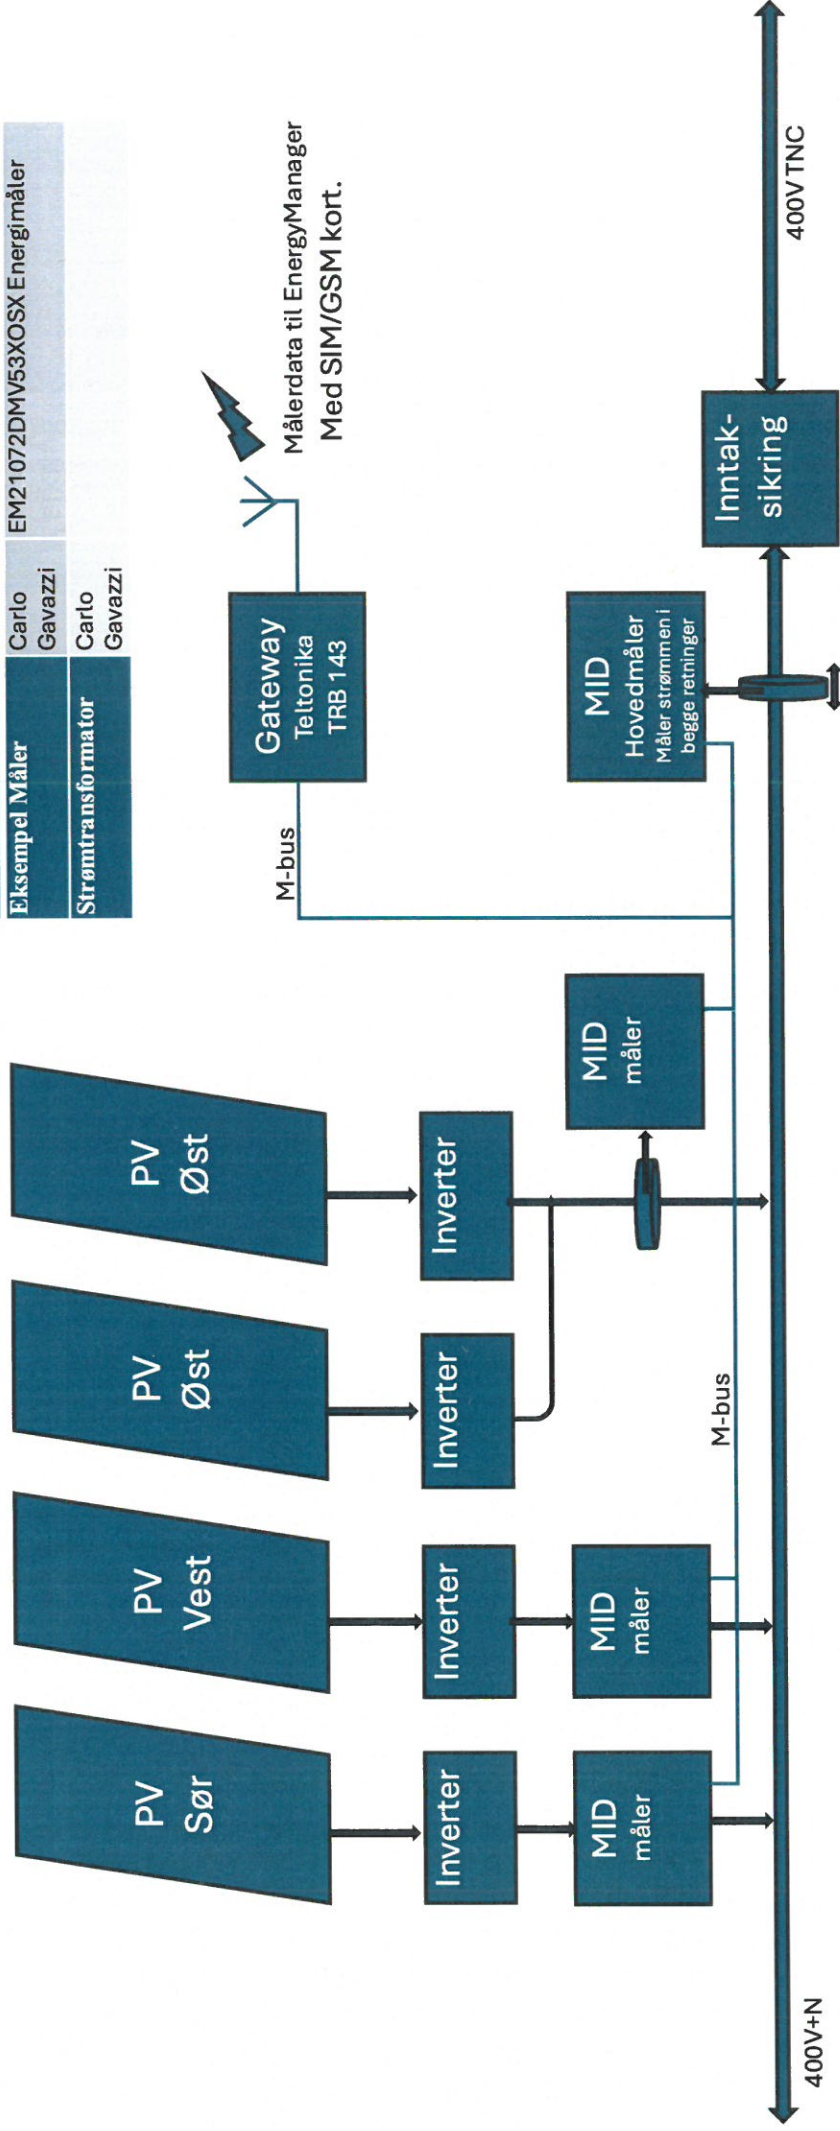 Eksempel Måler
Carlo
Gavazzi
EM21072DMV53XOSX Energimåler
Strømtransformator
Carlo
Gavazzi
PV
Sør
PV
Vest
PV
Øst
PV
Øst
Gateway
Teltonika
TRB 143
Målerdata til EnergyManager
Med SIM/GSM kort.
M-bus
Inverter
Inverter
Inverter
Inverter
MID
måler
MID
måler
MID
måler
MID
Hovedmåler
Måler strømmen i
begge retninger
Inntak-
sikring
M-bus
400V+N
400V TNC